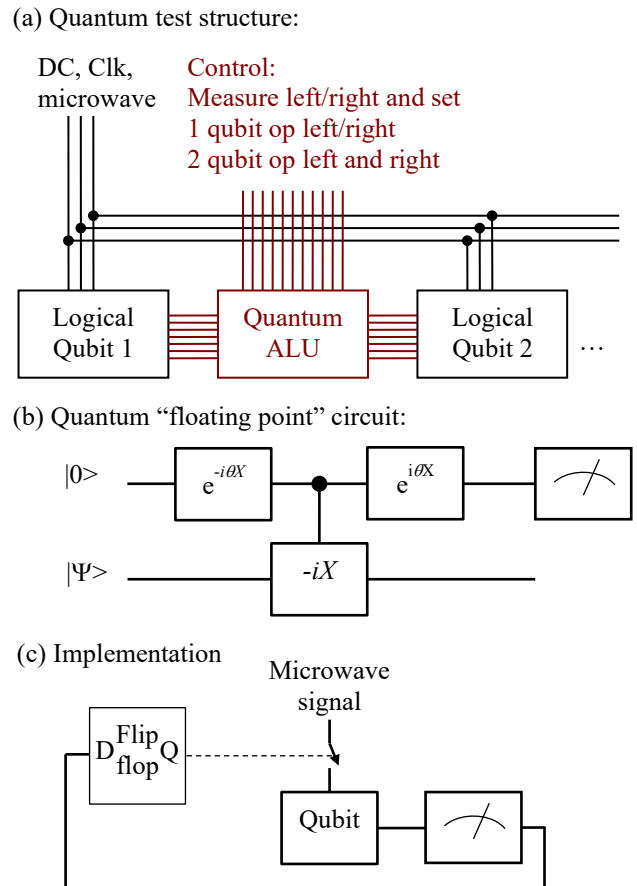 (a) Quantum test structure:
DC, Clk,
microwave
Control:
Measure left/right and set
1 qubit op left/right
2 qubit op left and right
Logical
Qubit 1
Quantum
ALU
Logical
Qubit 2
…
(b) Quantum “floating point” circuit:
|0>
e^{-iθX}
e^{iθX}
|Ψ>
-iX
(c) Implementation
Microwave
signal
D Flip flop Q
Qubit